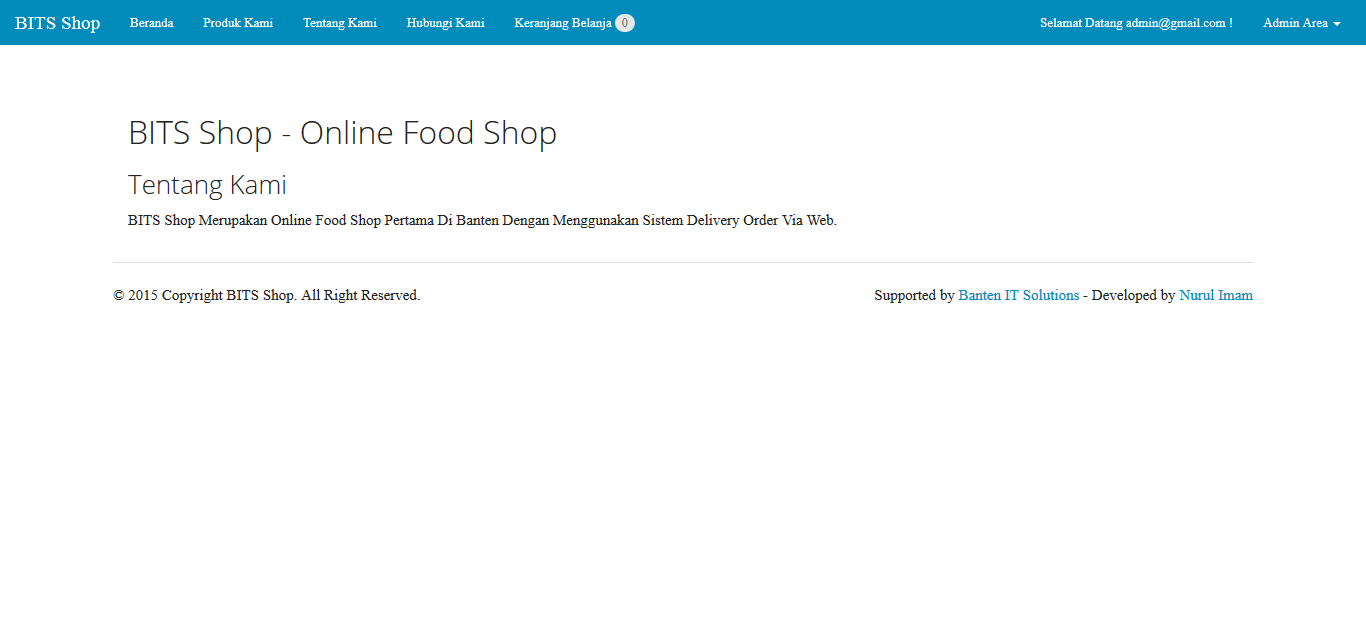 BITS Shop Beranda Produk Kami Tentang Kami Hubungi Kami Keranjang Belanja 0 Selamat Datang admin@gmail.com ! Admin Area
BITS Shop - Online Food Shop
Tentang Kami
BITS Shop Merupakan Online Food Shop Pertama Di Banten Dengan Menggunakan Sistem Delivery Order Via Web.
© 2015 Copyright BITS Shop. All Right Reserved. Supported by Banten IT Solutions - Developed by Nurul Imam